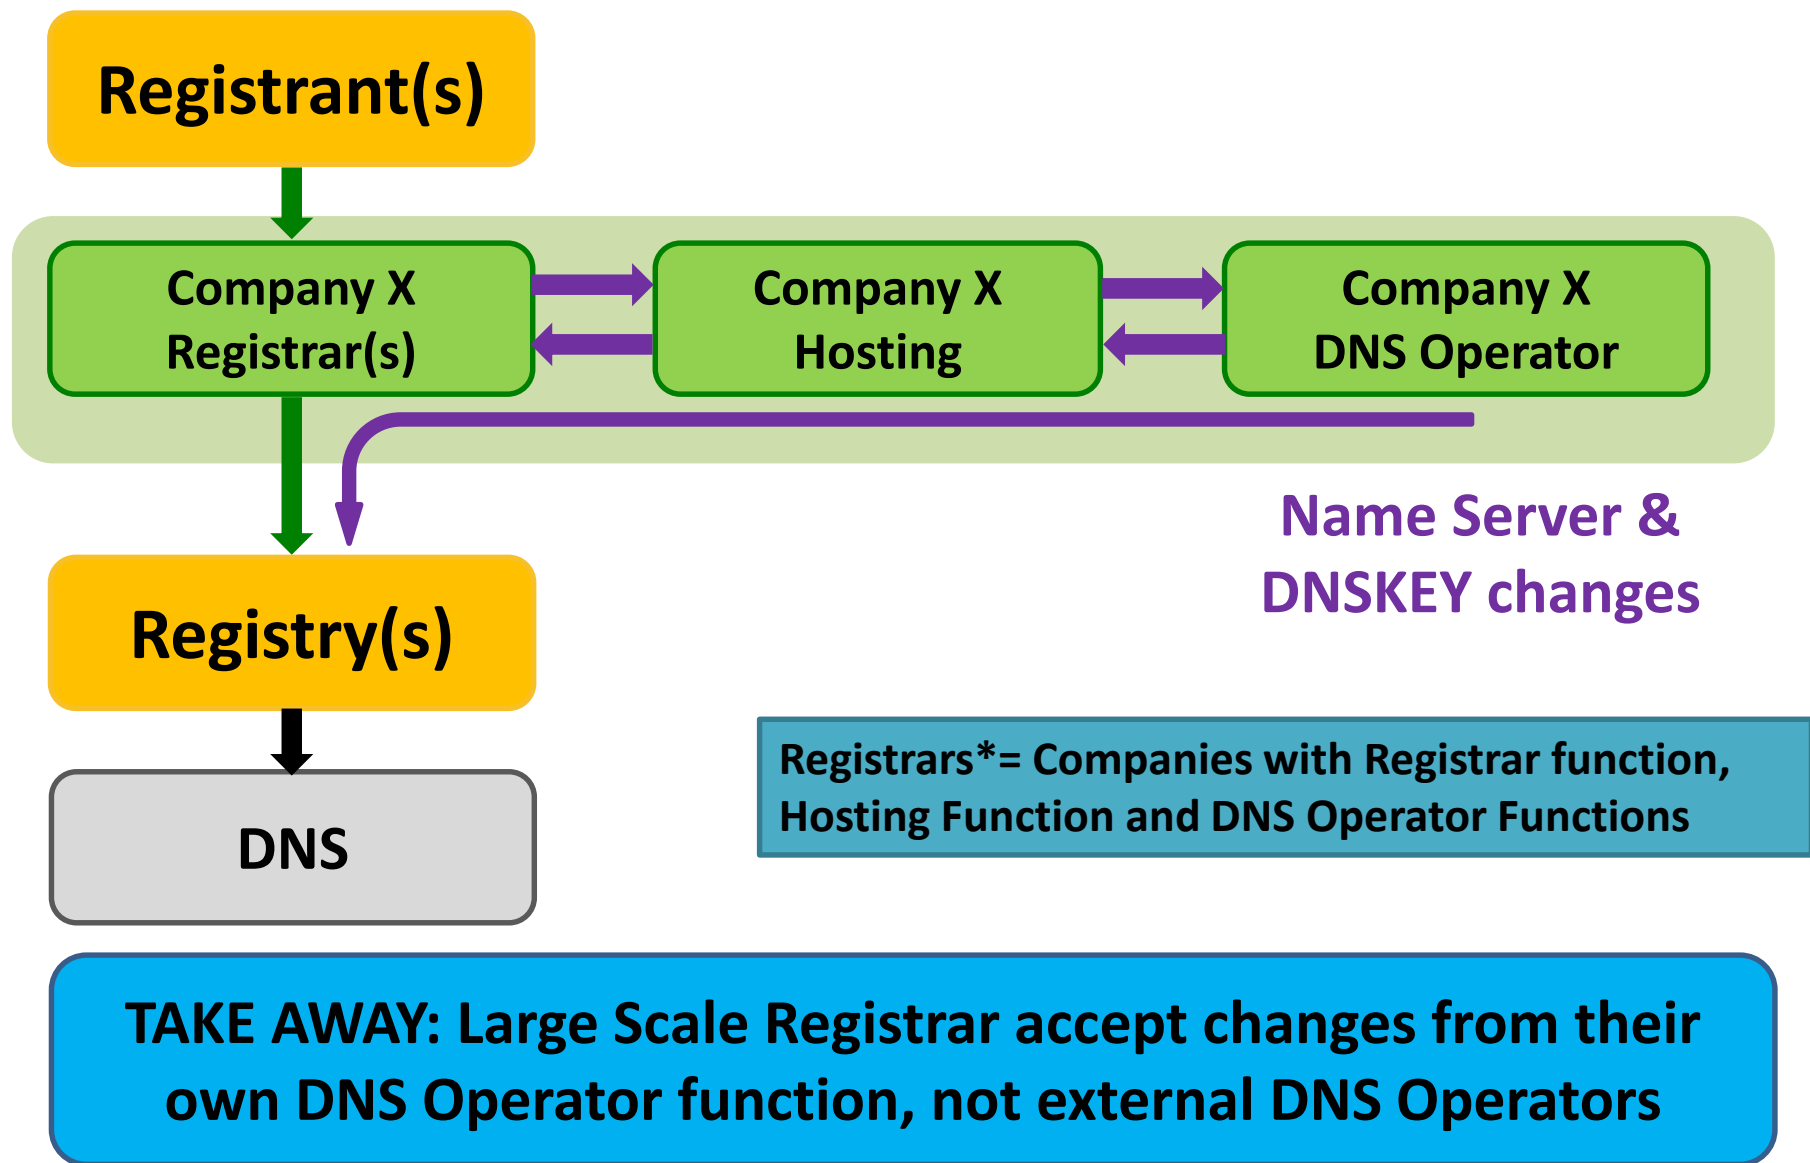 Registrant(s)
Company X
Registrar(s)
Company X
Hosting
Company X
DNS Operator
Name Server &
DNSKEY changes
Registry(s)
Registrars*= Companies with Registrar function,
Hosting Function and DNS Operator Functions
DNS
TAKE AWAY: Large Scale Registrar accept changes from their
own DNS Operator function, not external DNS Operators